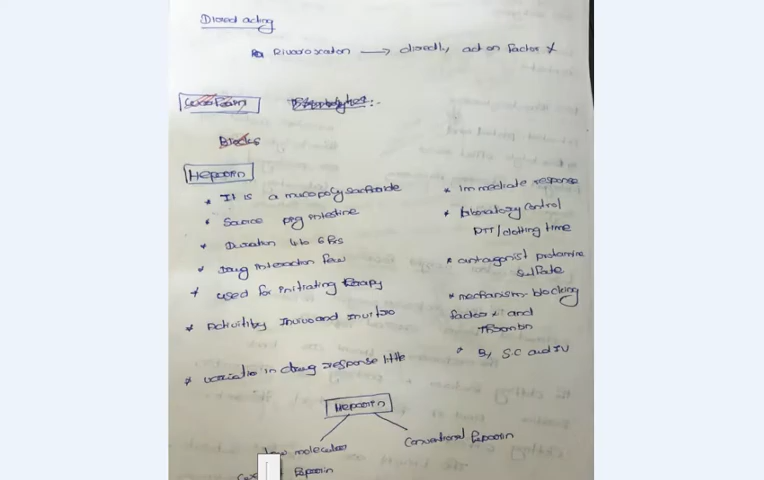 Direct acting
Rivaroxaban → directly act on factor X
Warfarin
Blocks
Heparin
* It is a mucopolysaccharide
* Source pig intestine
* Duration 4 to 6 hrs
* Drug interaction few
* used for initiating therapy
* Activity by Invivo and Invitro
* variation in drug response little
* immediate response
* laboratory control
PTT/clotting time
* antagonist protamine
sulfate
* mechanism-blocking
factor and
Thrombin
* By S.C and IV
Heparin
Low molecular
Heparin
Conventional heparin